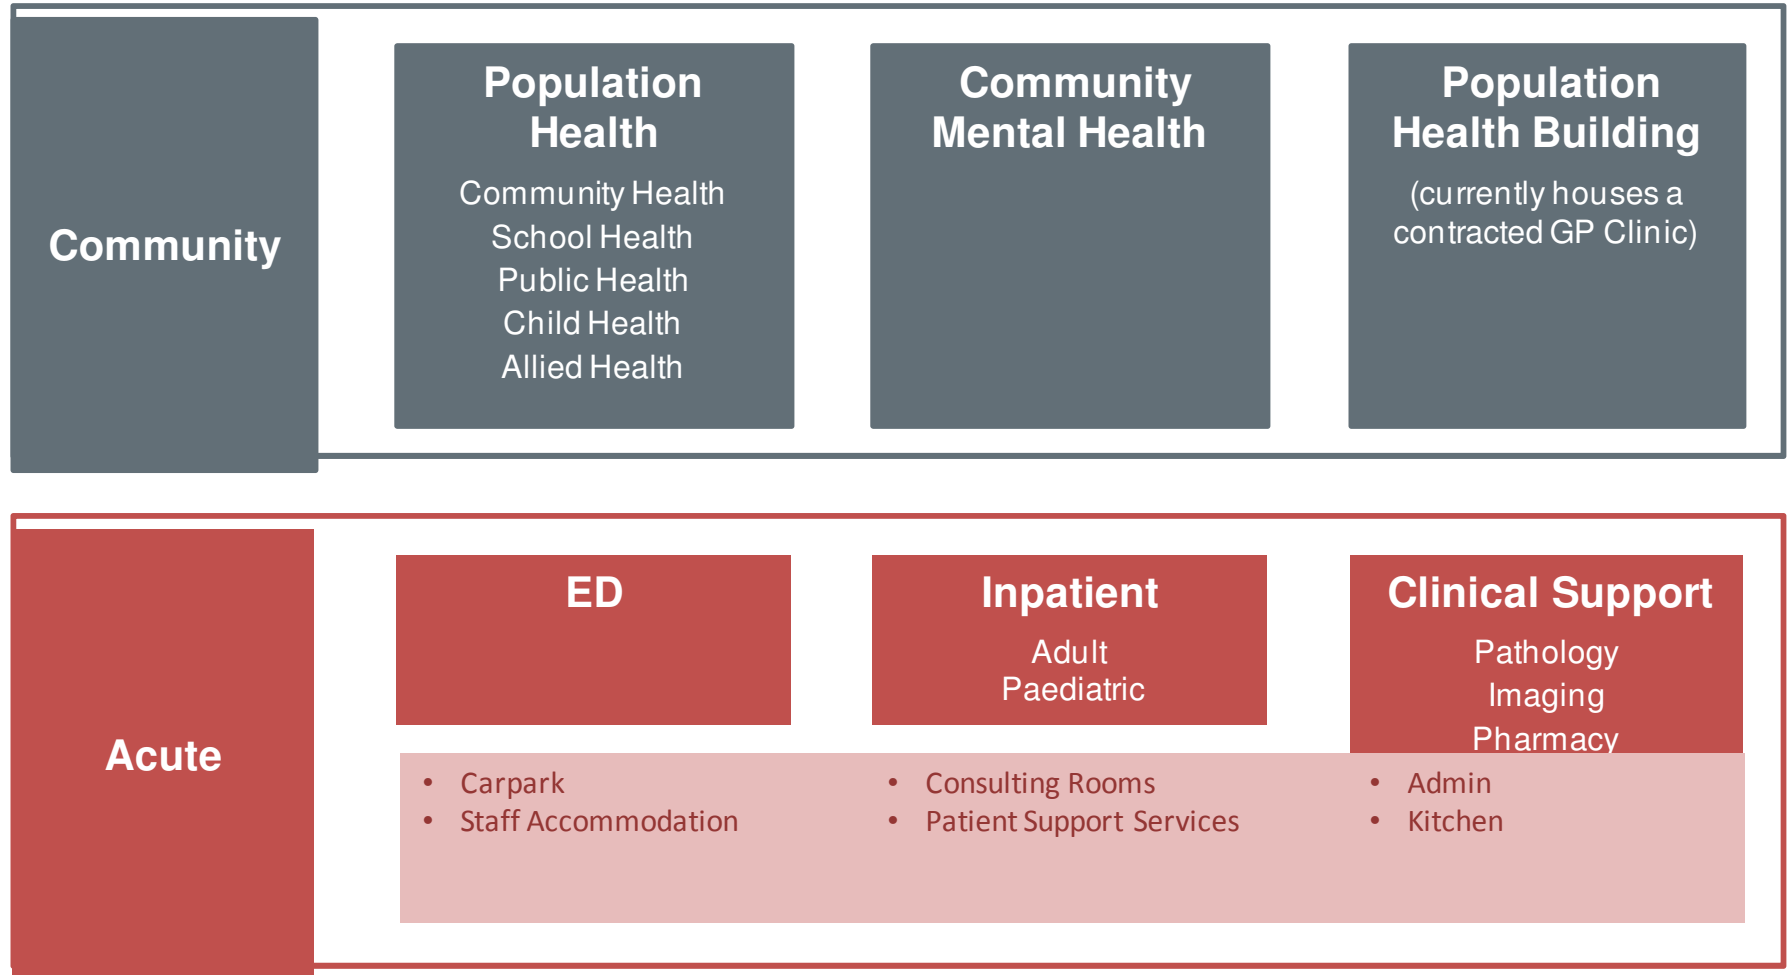 Community
Population
Health
Community Health
School Health
Public Health
Child Health
Allied Health
Community
Mental Health
Population
Health Building
(currently houses a
contracted GP Clinic)
Acute
ED
Inpatient
Adult
Paediatric
Clinical Support
Pathology
Imaging
Pharmacy
• Carpark
• Staff Accommodation
• Consulting Rooms
• Patient Support Services
• Admin
• Kitchen